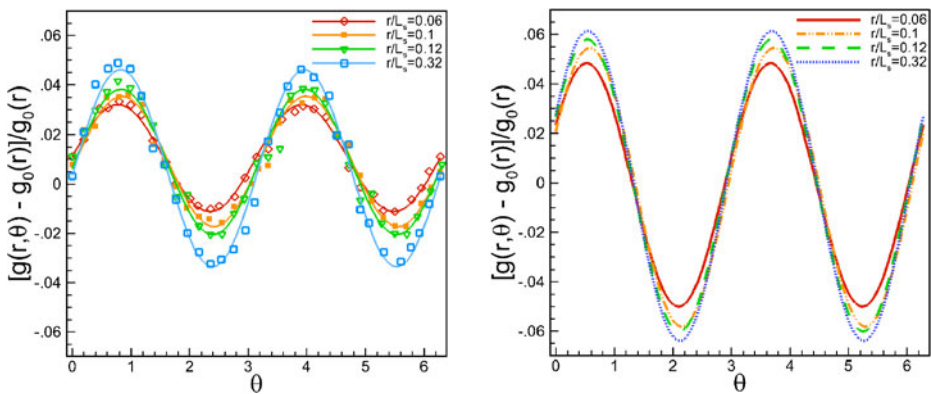 [g(r,θ) - g₀(r)]/g₀(r)
.06
.04
.02
0
-.02
-.04
-.06
r/Lₛ=0.06
r/Lₛ=0.1
r/Lₛ=0.12
r/Lₛ=0.32
0 1 2 3 4 5 6
θ
[g(r,θ) - g₀(r)]/g₀(r)
.06
.04
.02
0
-.02
-.04
-.06
r/Lₛ=0.06
r/Lₛ=0.1
r/Lₛ=0.12
r/Lₛ=0.32
0 1 2 3 4 5 6
θ